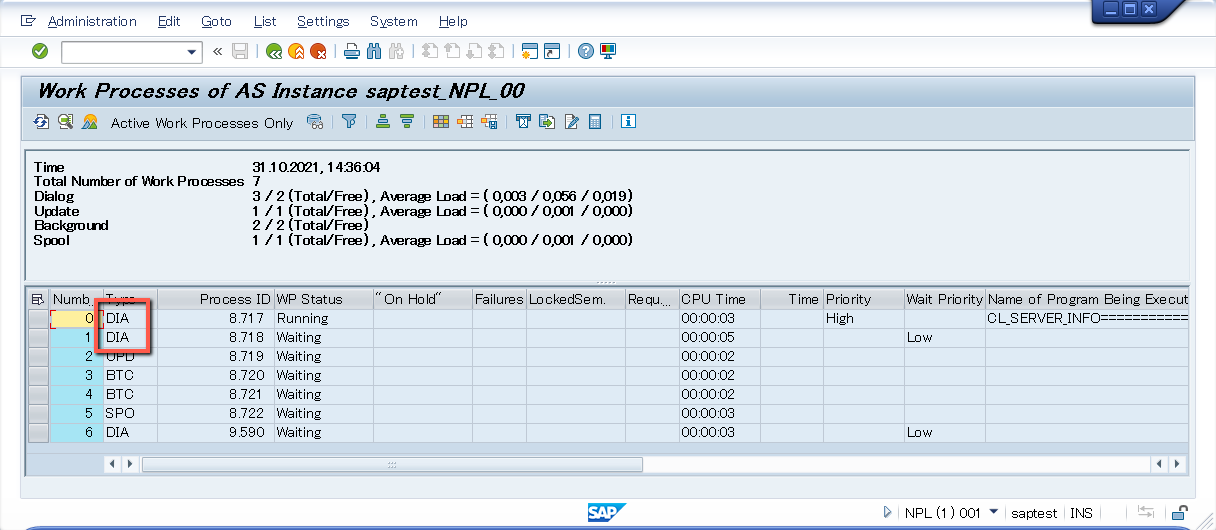 Administration Edit Goto List Settings System Help
Work Processes of AS Instance saptest_NPL_00
Active Work Processes Only
Time 31.10.2021, 14:36:04
Total Number of Work Processes 7
Dialog 3 / 2 (Total/Free) , Average Load = ( 0,003 / 0,056 / 0,019)
Update 1 / 1 (Total/Free) , Average Load = ( 0,000 / 0,001 / 0,000)
Background 2 / 2 (Total/Free)
Spool 1 / 1 (Total/Free) , Average Load = ( 0,000 / 0,001 / 0,000)
Numb.. Type Process ID WP Status "On Hold" Failures LockedSem. Requ... CPU Time Time Priority Wait Priority Name of Program Being Execut
0 DIA 8.717 Running 00:00:03 High CL_SERVER_INFO===========
1 DIA 8.718 Waiting 00:00:05 Low
2 UPD 8.719 Waiting 00:00:02
3 BTC 8.720 Waiting 00:00:02
4 BTC 8.721 Waiting 00:00:02
5 SPO 8.722 Waiting 00:00:03
6 DIA 9.590 Waiting 00:00:03 Low
SAP NPL (1) 001 saptest INS